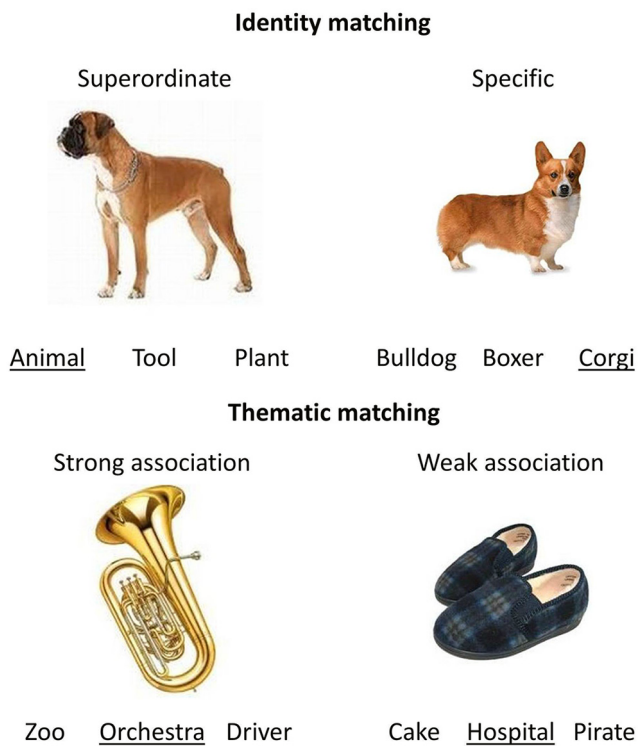 Identity matching
Superordinate Specific
Animal Tool Plant Bulldog Boxer Corgi
Thematic matching
Strong association Weak association
Zoo Orchestra Driver Cake Hospital Pirate